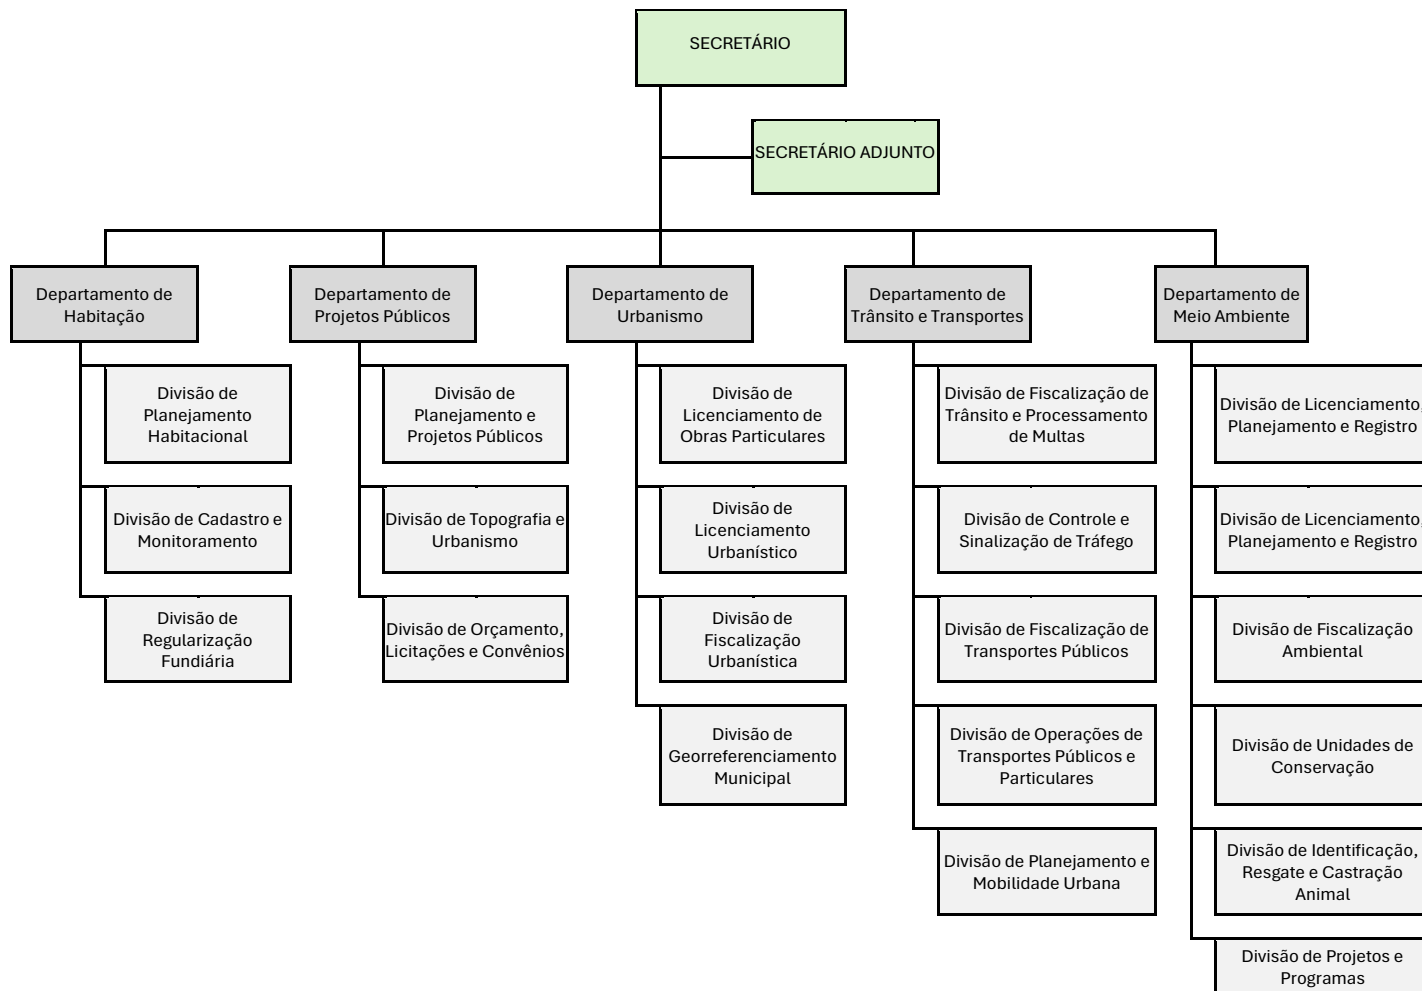 SECRETÁRIO
SECRETÁRIO ADJUNTO
Departamento de
Habitação
Departamento de
Projetos Públicos
Departamento de
Urbanismo
Departamento de
Trânsito e Transportes
Departamento de
Meio Ambiente
Divisão de
Planejamento
Habitacional
Divisão de
Planejamento e
Projetos Públicos
Divisão de
Licenciamento de
Obras Particulares
Divisão de Fiscalização de
Trânsito e Processamento
de Multas
Divisão de Licenciamento,
Planejamento e Registro
Divisão de Cadastro e
Monitoramento
Divisão de Topografia e
Urbanismo
Divisão de
Licenciamento
Urbanístico
Divisão de Controle e
Sinalização de Tráfego
Divisão de Licenciamento,
Planejamento e Registro
Divisão de
Regularização
Fundiária
Divisão de Orçamento,
Licitações e Convênios
Divisão de
Fiscalização
Urbanística
Divisão de Fiscalização de
Transportes Públicos
Divisão de Fiscalização
Ambiental
Divisão de
Georreferenciamento
Municipal
Divisão de Operações de
Transportes Públicos e
Particulares
Divisão de Unidades de
Conservação
Divisão de Planejamento e
Mobilidade Urbana
Divisão de Identificação,
Resgate e Castração
Animal
Divisão de Projetos e
Programas